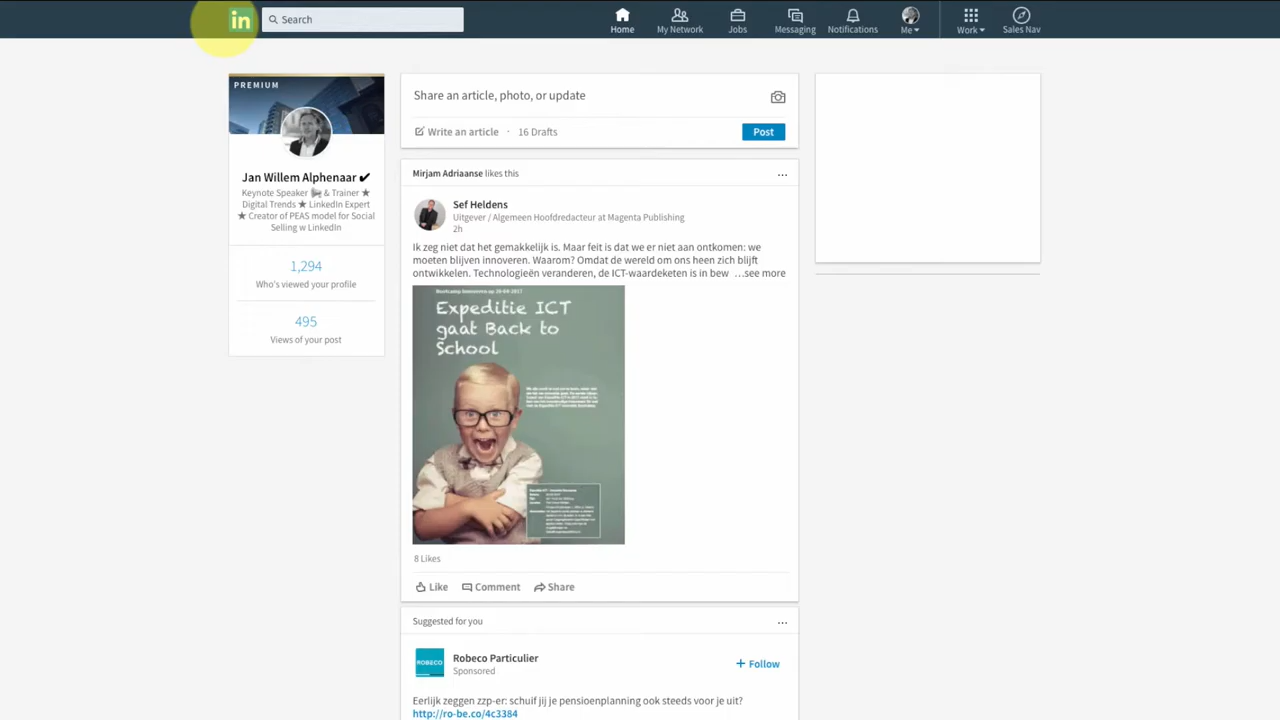 in
Search
Home
My Network
Jobs
Messaging
Notifications
Me
Work
Sales Nav
PREMIUM
Jan Willem Alphenaar ✔
Keynote Speaker & Trainer ★
Digital Trends ★ LinkedIn Expert
★ Creator of PEAS model for Social
Selling w LinkedIn
1,294
Who's viewed your profile
495
Views of your post
Share an article, photo, or update
Write an article · 16 Drafts
Post
Mirjam Adriaanse likes this
Sef Heldens
Uitgever / Algemeen Hoofdredacteur at Magenta Publishing
2h
Ik zeg niet dat het gemakkelijk is. Maar feit is dat we er niet aan ontkomen: we
moeten blijven innoveren. Waarom? Omdat de wereld om ons heen zich blijft
ontwikkelen. Technologieën veranderen, de ICT-waardeketen is in bew …see more
Expeditie ICT
gaat Back to
School
8 Likes
Like
Comment
Share
Suggested for you
ROBECO
Robeco Particulier
Sponsored
+ Follow
Eerlijk zeggen zzp-er: schuif jij je pensioenplanning ook steeds voor je uit?
http://ro-be.co/4c3384